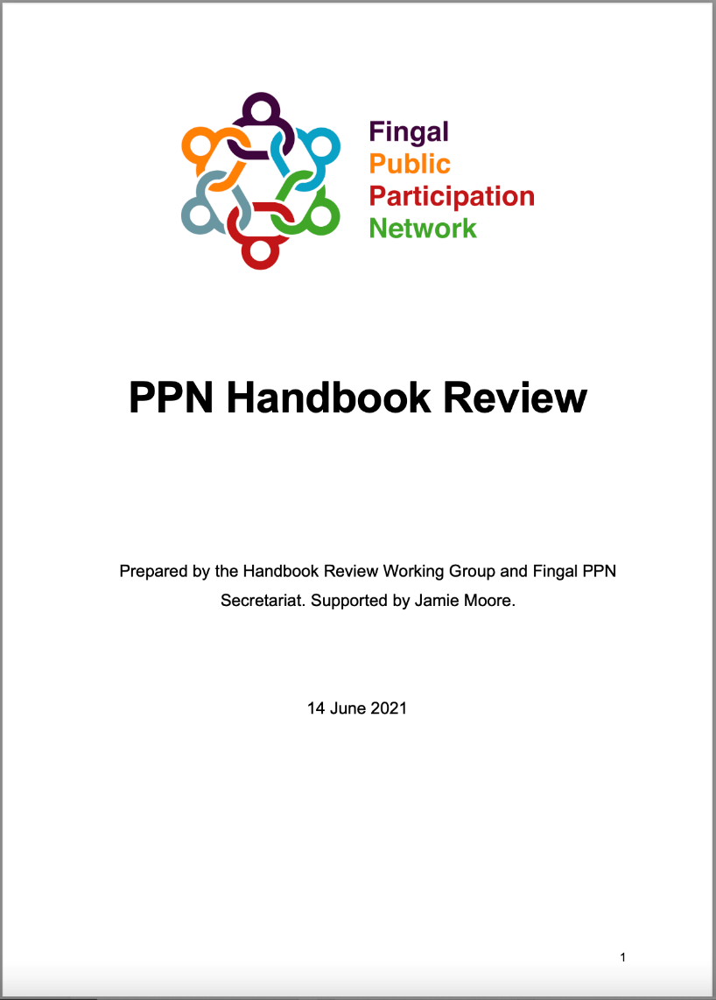 Fingal
Public
Participation
Network
PPN Handbook Review
Prepared by the Handbook Review Working Group and Fingal PPN
Secretariat. Supported by Jamie Moore.
14 June 2021
1